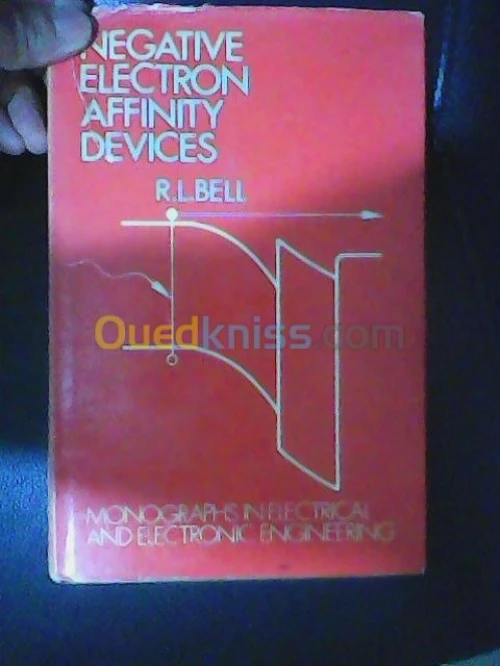 NEGATIVE
ELECTRON
AFFINITY
DEVICES
R.L.BELL
Ouedkniss.com
MONOGRAPHS IN ELECTRICAL
AND ELECTRONIC ENGINEERING